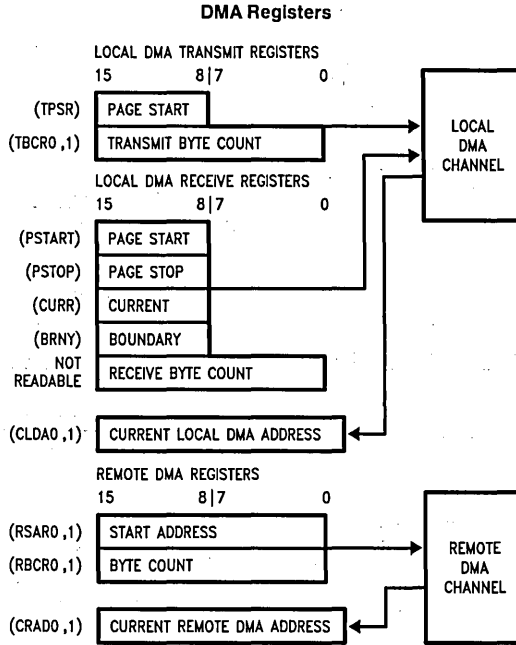 DMA Registers
LOCAL DMA TRANSMIT REGISTERS
15 8|7 0
(TPSR) PAGE START
(TBCR0,1) TRANSMIT BYTE COUNT
LOCAL DMA CHANNEL
LOCAL DMA RECEIVE REGISTERS
15 8|7 0
(PSTART) PAGE START
(PSTOP) PAGE STOP
(CURR) CURRENT
(BRNY) BOUNDARY
NOT READABLE RECEIVE BYTE COUNT
(CLDA0,1) CURRENT LOCAL DMA ADDRESS
REMOTE DMA REGISTERS
15 8|7 0
(RSAR0,1) START ADDRESS
(RBCR0,1) BYTE COUNT
REMOTE DMA CHANNEL
(CRAD0,1) CURRENT REMOTE DMA ADDRESS